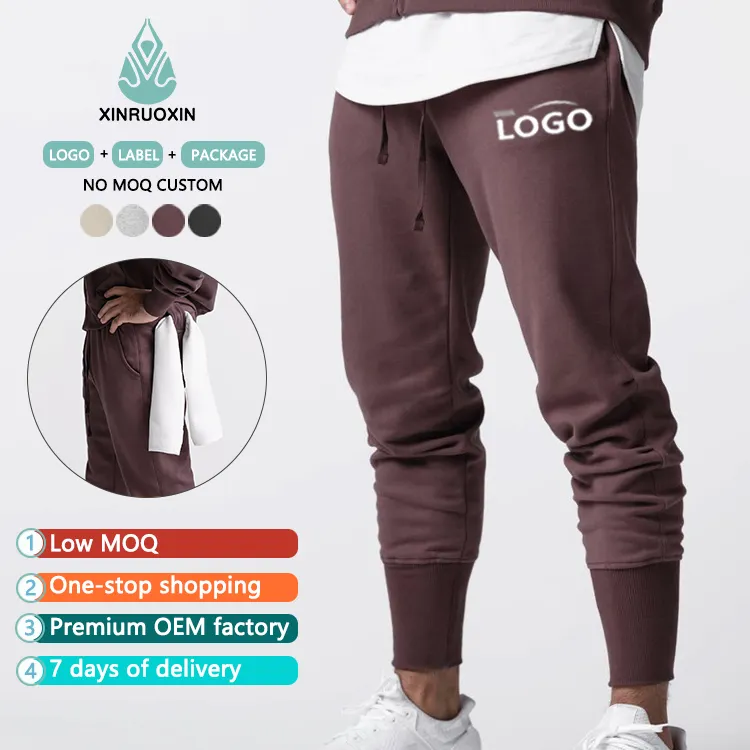 XINRUOXIN
LOGO + LABEL + PACKAGE
NO MOQ CUSTOM
LOGO
1 Low MOQ
2 One-stop shopping
3 Premium OEM factory
4 7 days of delivery